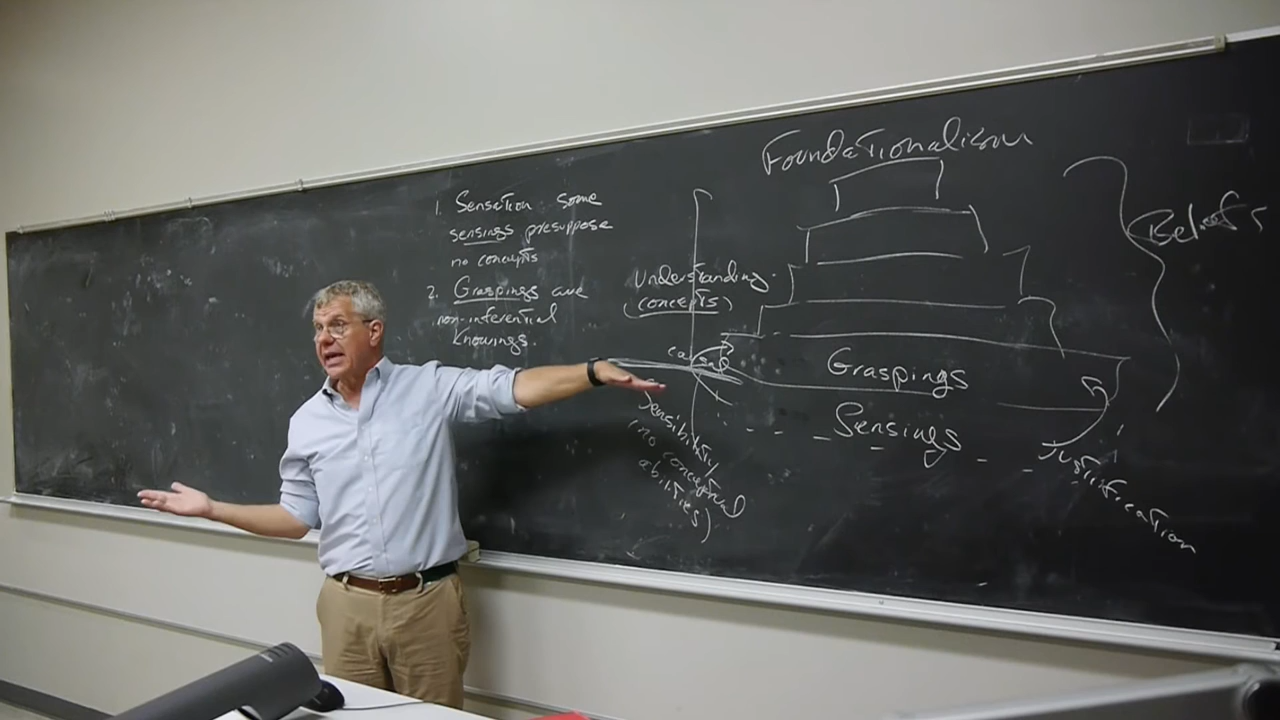 Foundationalism
1. Sensation some
sensings presuppose
no concepts
2. Graspings are
non-inferential
Knowings.
Understanding
(concepts)
causal
Sensibility
(no conceptual
abilities)
Graspings
Sensings
Justification
Beliefs